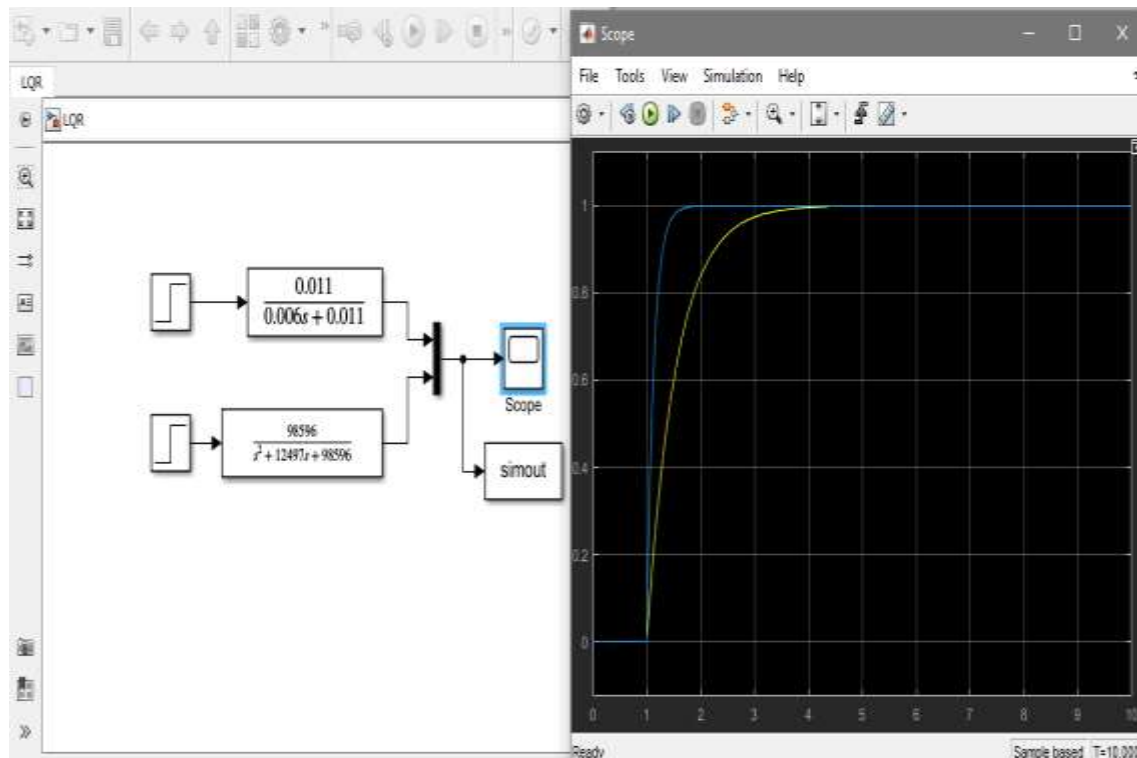 Scope
File Tools View Simulation Help
LQR
LQR
0.011
0.006s + 0.011
98596
s² + 12497s + 98596
Scope
simout
1
0.8
0.6
0.4
0.2
0
0 1 2 3 4 5 6 7 8 9 10
Ready
Sample based T=10.000